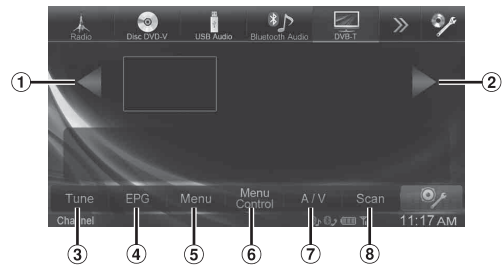 Radio Disc DVD-V USB Audio Bluetooth Audio DVB-T
1 2
Tune EPG Menu Menu Control A / V Scan
Channel 11:17 AM
3 4 5 6 7 8